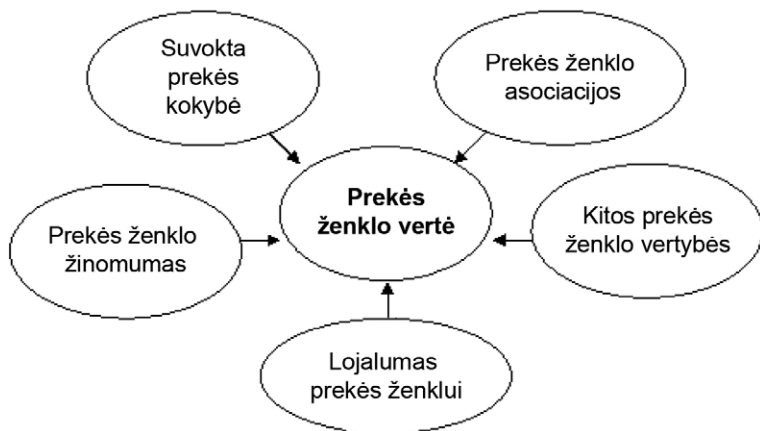 Suvokta
prekės
kokybė
Prekės ženklo
asociacijos
Prekės
ženklo vertė
Prekės ženklo
žinomumas
Kitos prekės
ženklo vertybės
Lojalumas
prekės ženklui